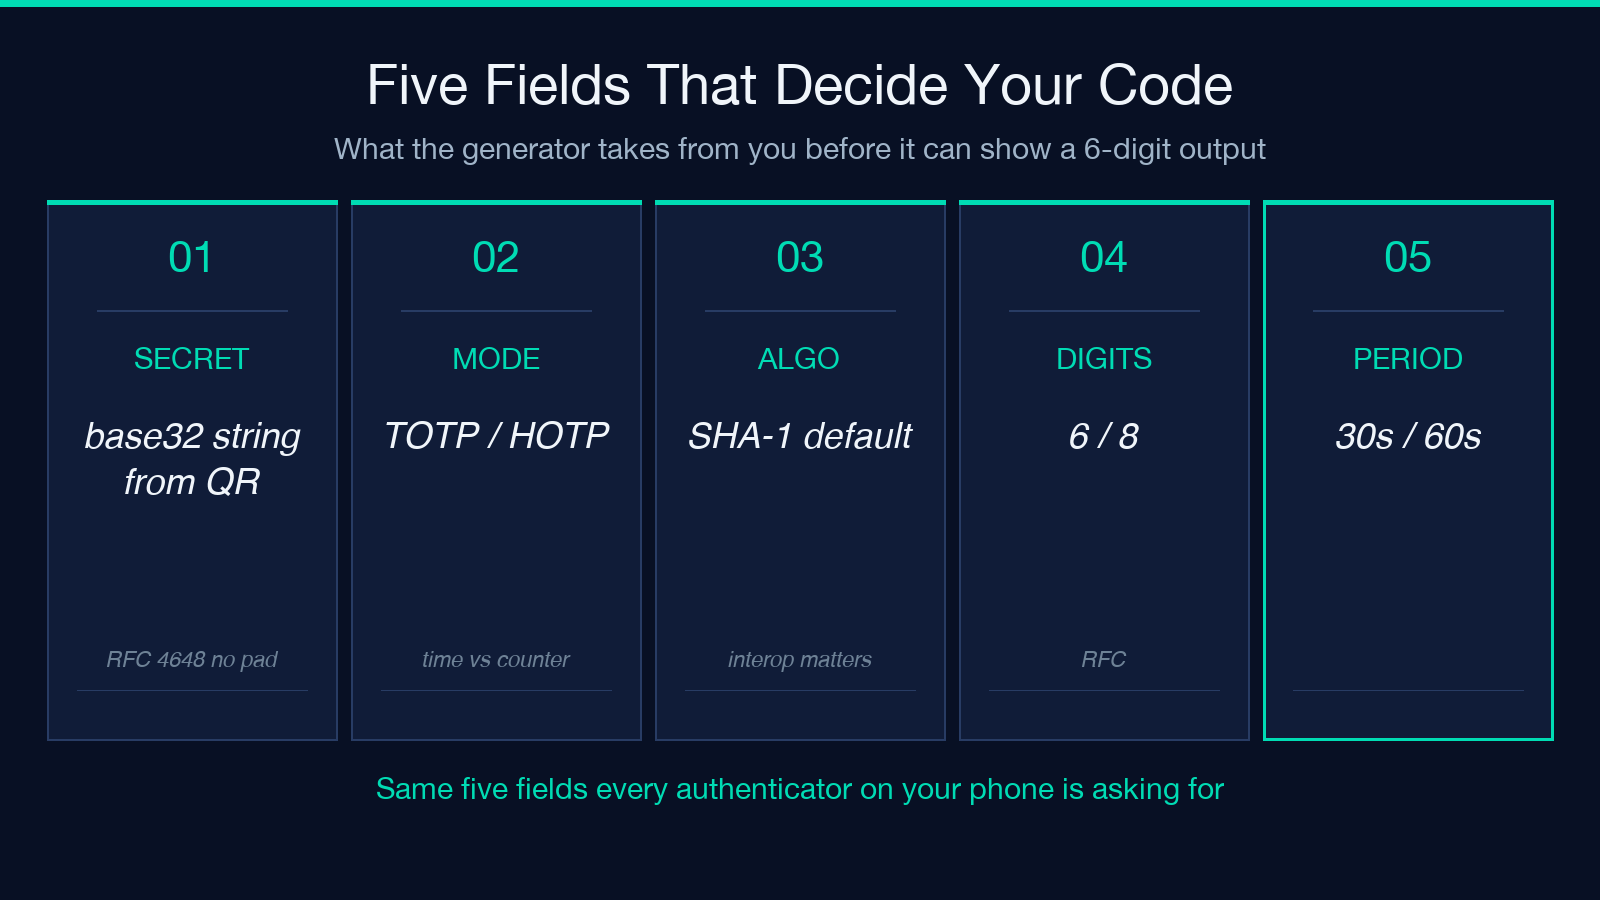 Five Fields That Decide Your Code
What the generator takes from you before it can show a 6-digit output
01
SECRET
base32 string
from QR
RFC 4648 no pad
02
MODE
TOTP / HOTP
time vs counter
03
ALGO
SHA-1 default
interop matters
04
DIGITS
6 / 8
RFC
05
PERIOD
30s / 60s
Same five fields every authenticator on your phone is asking for